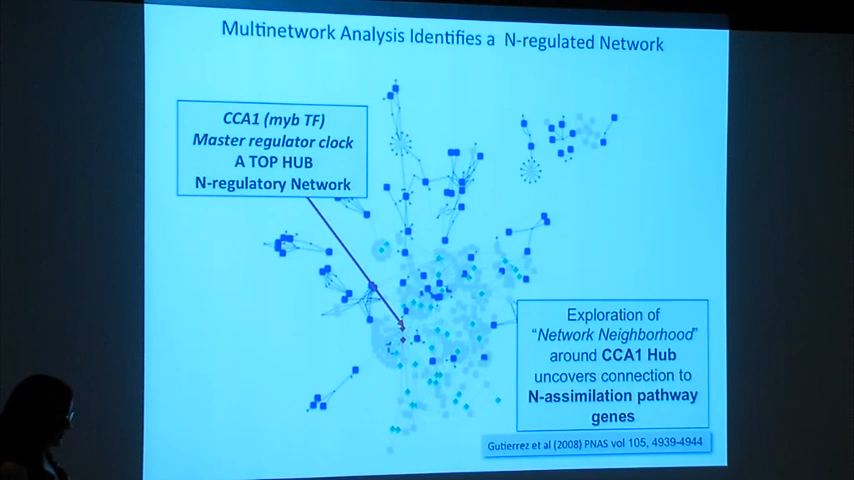 Multinetwork Analysis Identifies a N-regulated Network
CCA1 (myb TF)
Master regulator clock
A TOP HUB
N-regulatory Network
Exploration of
“Network Neighborhood”
around CCA1 Hub
uncovers connection to
N-assimilation pathway
genes
Gutierrez et al (2008) PNAS vol 105, 4939-4944